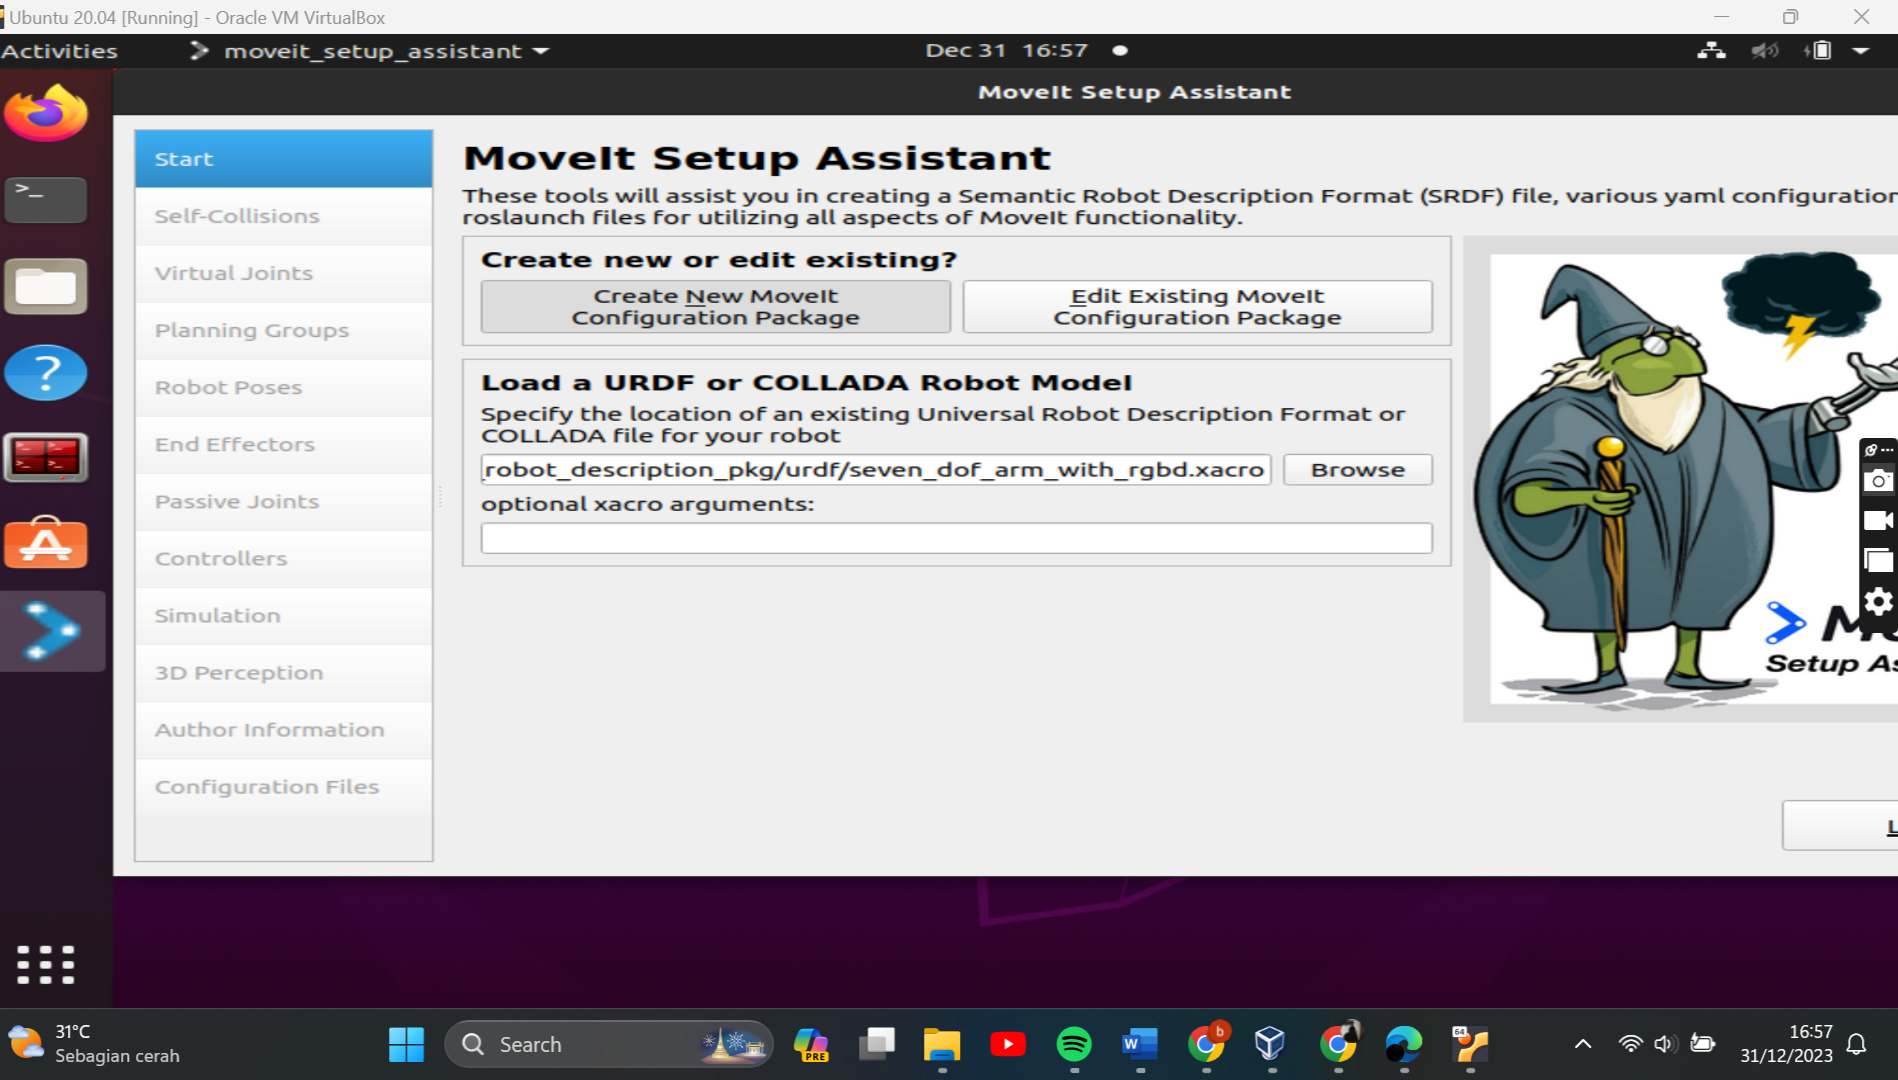 Ubuntu 20.04 [Running] - Oracle VM VirtualBox
Activities
moveit_setup_assistant
Dec 31 16:57
MoveIt Setup Assistant
Start
Self-Collisions
Virtual Joints
Planning Groups
Robot Poses
End Effectors
Passive Joints
Controllers
Simulation
3D Perception
Author Information
Configuration Files
MoveIt Setup Assistant
These tools will assist you in creating a Semantic Robot Description Format (SRDF) file, various yaml configuration
roslaunch files for utilizing all aspects of MoveIt functionality.
Create new or edit existing?
Create New MoveIt
Configuration Package
Edit Existing MoveIt
Configuration Package
Load a URDF or COLLADA Robot Model
Specify the location of an existing Universal Robot Description Format or
COLLADA file for your robot
robot_description_pkg/urdf/seven_dof_arm_with_rgbd.xacro
Browse
optional xacro arguments:
Setup As
L
31°C
Sebagian cerah
Search
PRE
W
b
64
16:57
31/12/2023